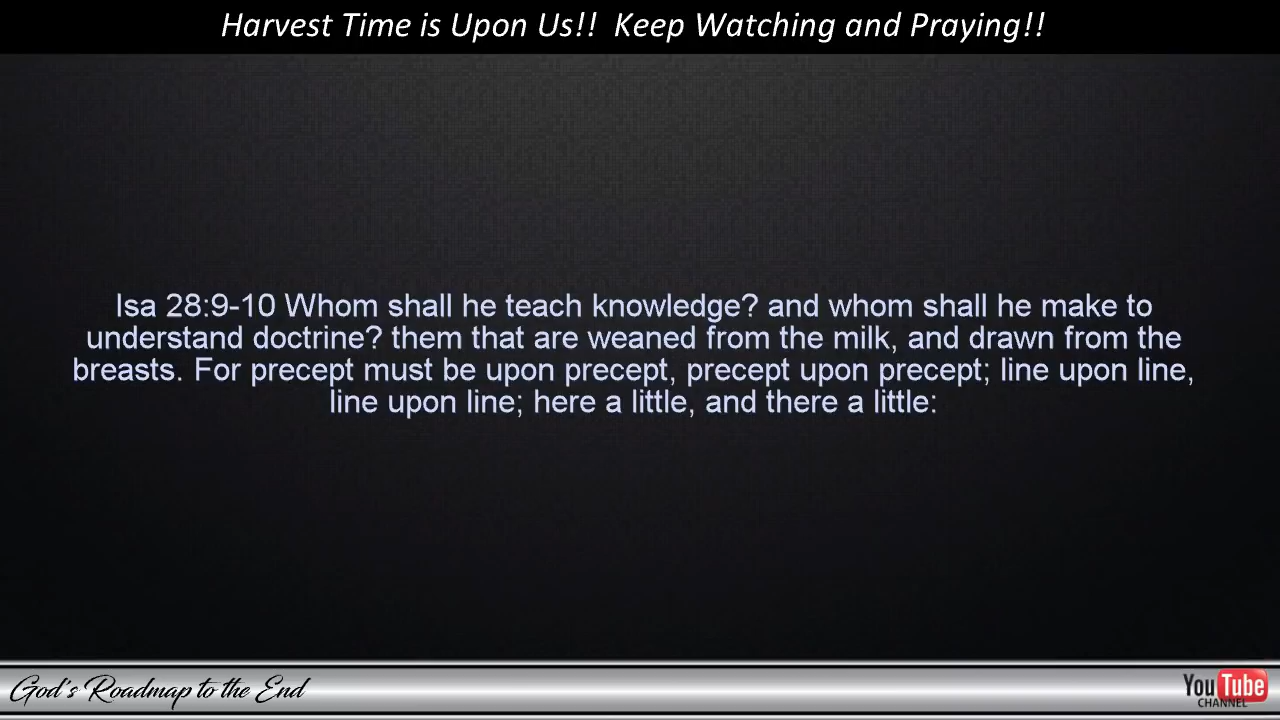 Harvest Time is Upon Us!!  Keep Watching and Praying!!
Isa 28:9-10 Whom shall he teach knowledge? and whom shall he make to
understand doctrine? them that are weaned from the milk, and drawn from the
breasts. For precept must be upon precept, precept upon precept; line upon line,
line upon line; here a little, and there a little:
God's Roadmap to the End
YouTube
CHANNEL